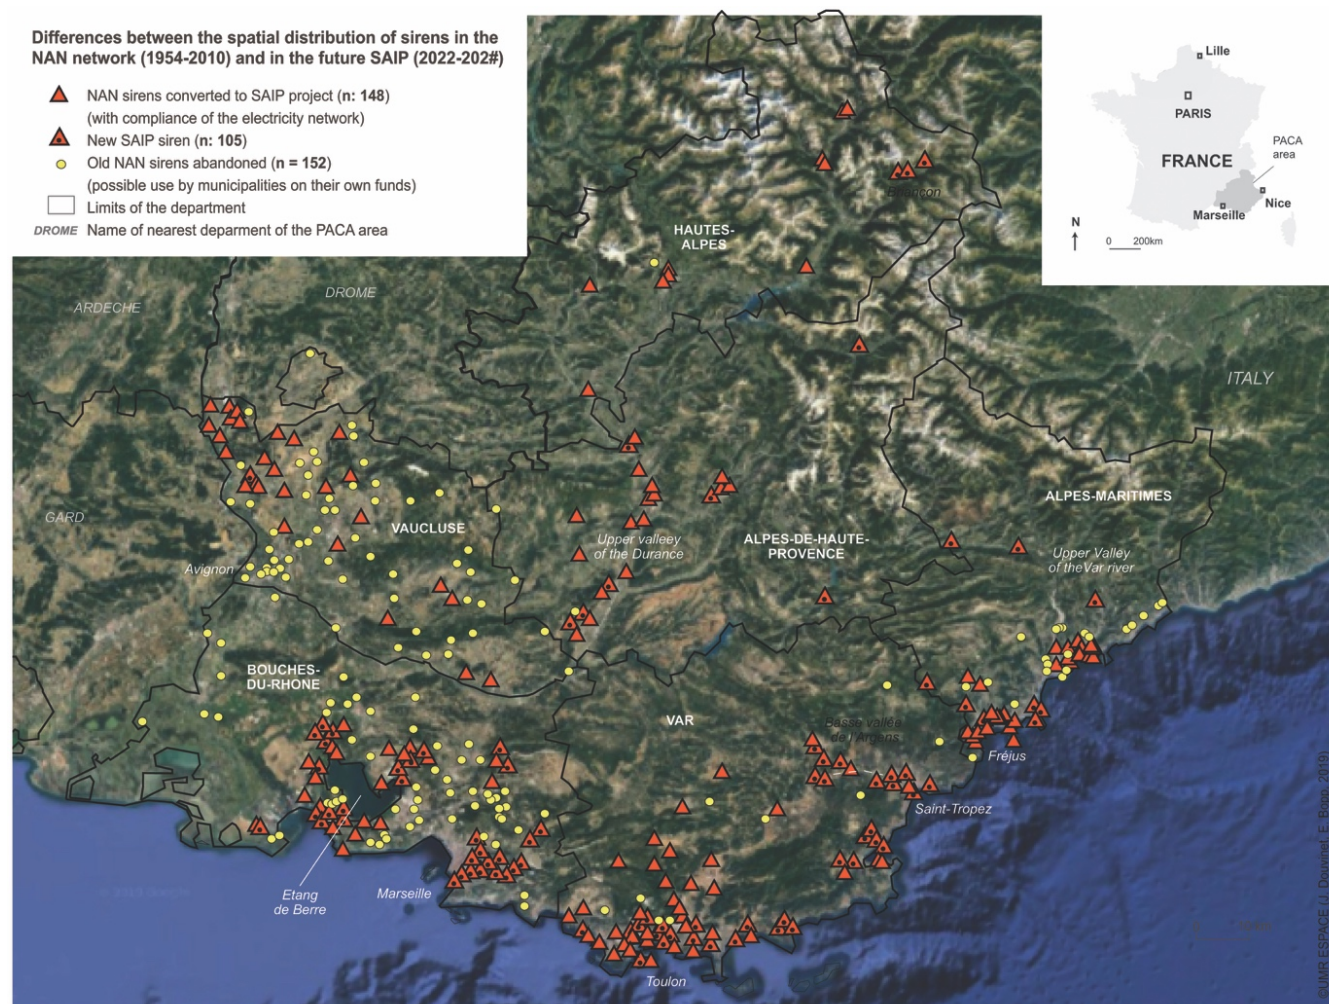 Differences between the spatial distribution of sirens in the
NAN network (1954-2010) and in the future SAIP (2022-202#)
NAN sirens converted to SAIP project (n: 148)
(with compliance of the electricity network)
New SAIP siren (n: 105)
Old NAN sirens abandoned (n = 152)
(possible use by municipalities on their own funds)
Limits of the department
DROME Name of nearest deparment of the PACA area
Lille
PARIS
FRANCE
PACA
area
Nice
Marseille
N
0 200km
Briançon
HAUTES-
ALPES
DROME
ARDECHE
ITALY
ALPES-MARITIMES
GARD
VAUCLUSE
Upper valleey
of the Durance
ALPES-DE-HAUTE-
PROVENCE
Upper Valley
of theVar river
Avignon
BOUCHES-
DU-RHONE
VAR
Basse vallée
de l'Argens
Fréjus
Saint-Tropez
Etang
de Berre
Marseille
Toulon
©UMR ESPACE (J. Douvinet, E. Bopp, 2019)